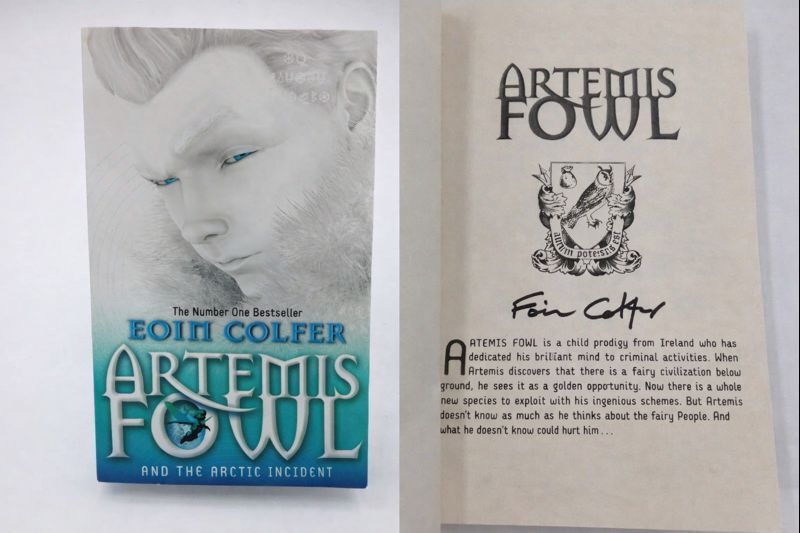 The Number One Bestseller
EOIN COLFER
ARTEMIS
FOWL
AND THE ARCTIC INCIDENT
ARTEMIS
FOWL
aurum potestas est
Eoin Colfer
ARTEMIS FOWL is a child prodigy from Ireland who has
dedicated his brilliant mind to criminal activities. When
Artemis discovers that there is a fairy civilization below
ground, he sees it as a golden opportunity. Now there is a whole
new species to exploit with his ingenious schemes. But Artemis
doesn't know as much as he thinks about the fairy People. And
what he doesn't know could hurt him . . .